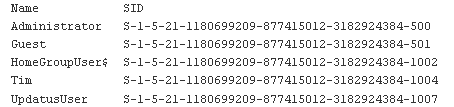 Name SID
Administrator S-1-5-21-1180699209-877415012-3182924384-500
Guest S-1-5-21-1180699209-877415012-3182924384-501
HomeGroupUser$ S-1-5-21-1180699209-877415012-3182924384-1002
Tim S-1-5-21-1180699209-877415012-3182924384-1004
UpdatusUser S-1-5-21-1180699209-877415012-3182924384-1007